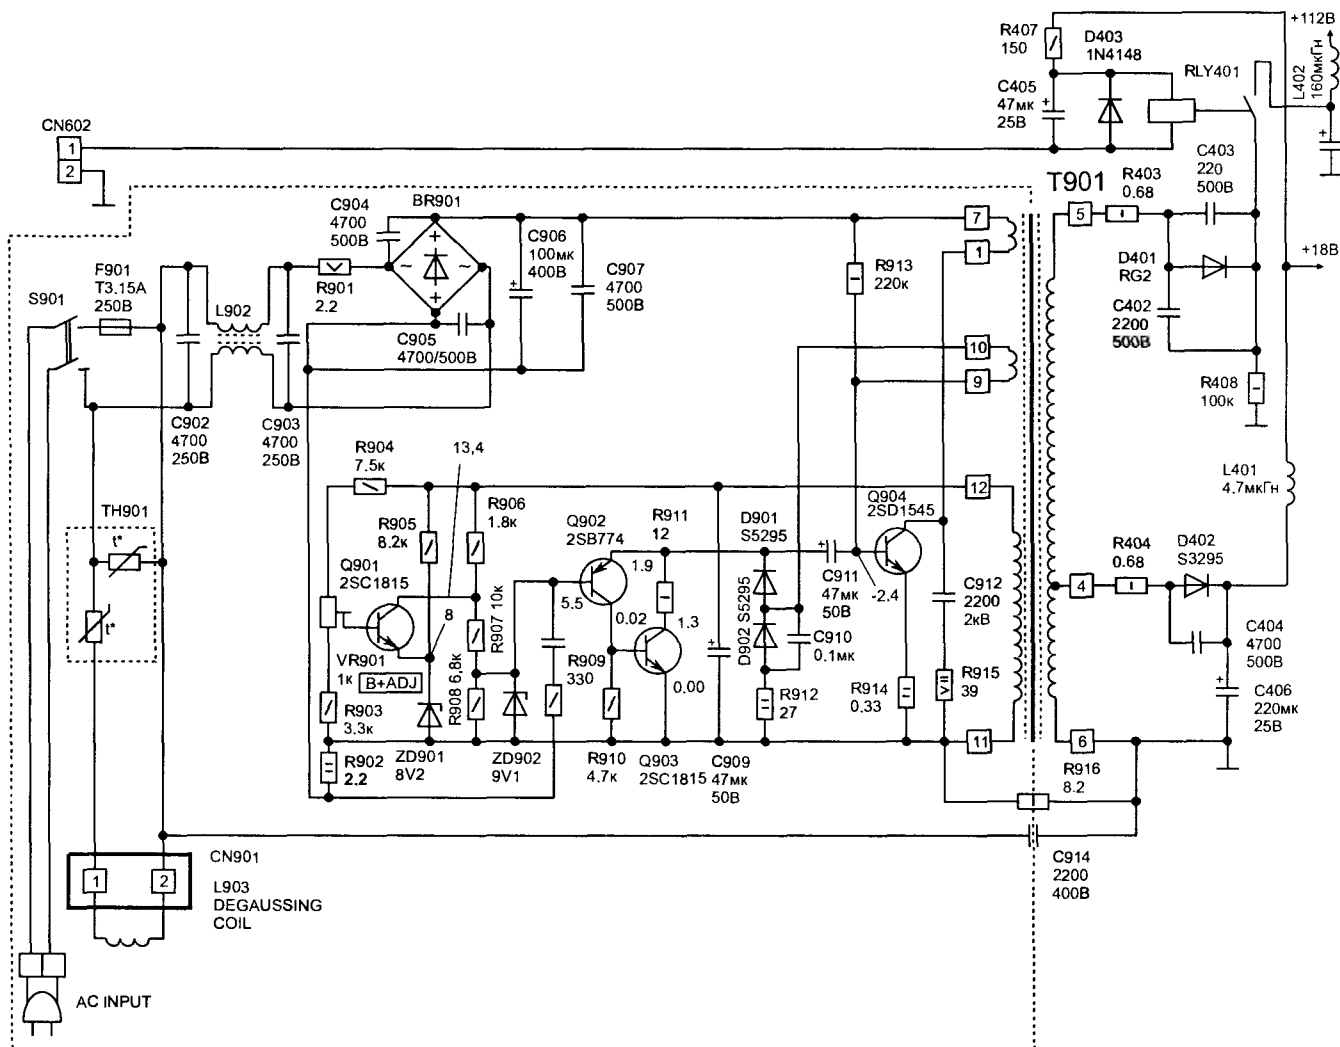 R407
150
D403
1N4148
+112В
C405
47мк
25В
RLY401
L402
160мкГн
CN602
1
2
C403
220
500В
T901
R403
0.68
5
C904
4700
500В
BR901
+
~
~
+
C906
100мк
400В
C907
4700
500В
7
1
+18В
F901
T3.15A
250В
S901
L902
R901
2.2
R913
220к
D401
RG2
C402
2200
500В
C905
4700/500В
10
9
R408
100к
C902
4700
250В
C903
4700
250В
L401
4.7мкГн
R904
7.5к
13,4
12
TH901
t*
t*
R905
8.2к
R906
1.8к
Q902
2SB774
R911
12
D901
S5295
Q904
2SD1545
Q901
2SC1815
1.9
D402
S3295
R404
0.68
4
C911
47мк
50В
-2.4
C912
2200
2кВ
5.5
R907 10к
8
0.02
1.3
D902 S5295
C910
0.1мк
C404
4700
500В
VR901
1к
B+ADJ
R908 6,8к
R909
330
0.00
R912
27
R914
0.33
R915
39
C406
220мк
25В
R903
3.3к
R902
2.2
ZD901
8V2
ZD902
9V1
R910
4.7к
Q903
2SC1815
C909
47мк
50В
11
6
R916
8.2
C914
2200
400В
CN901
1
2
L903
DEGAUSSING
COIL
AC INPUT